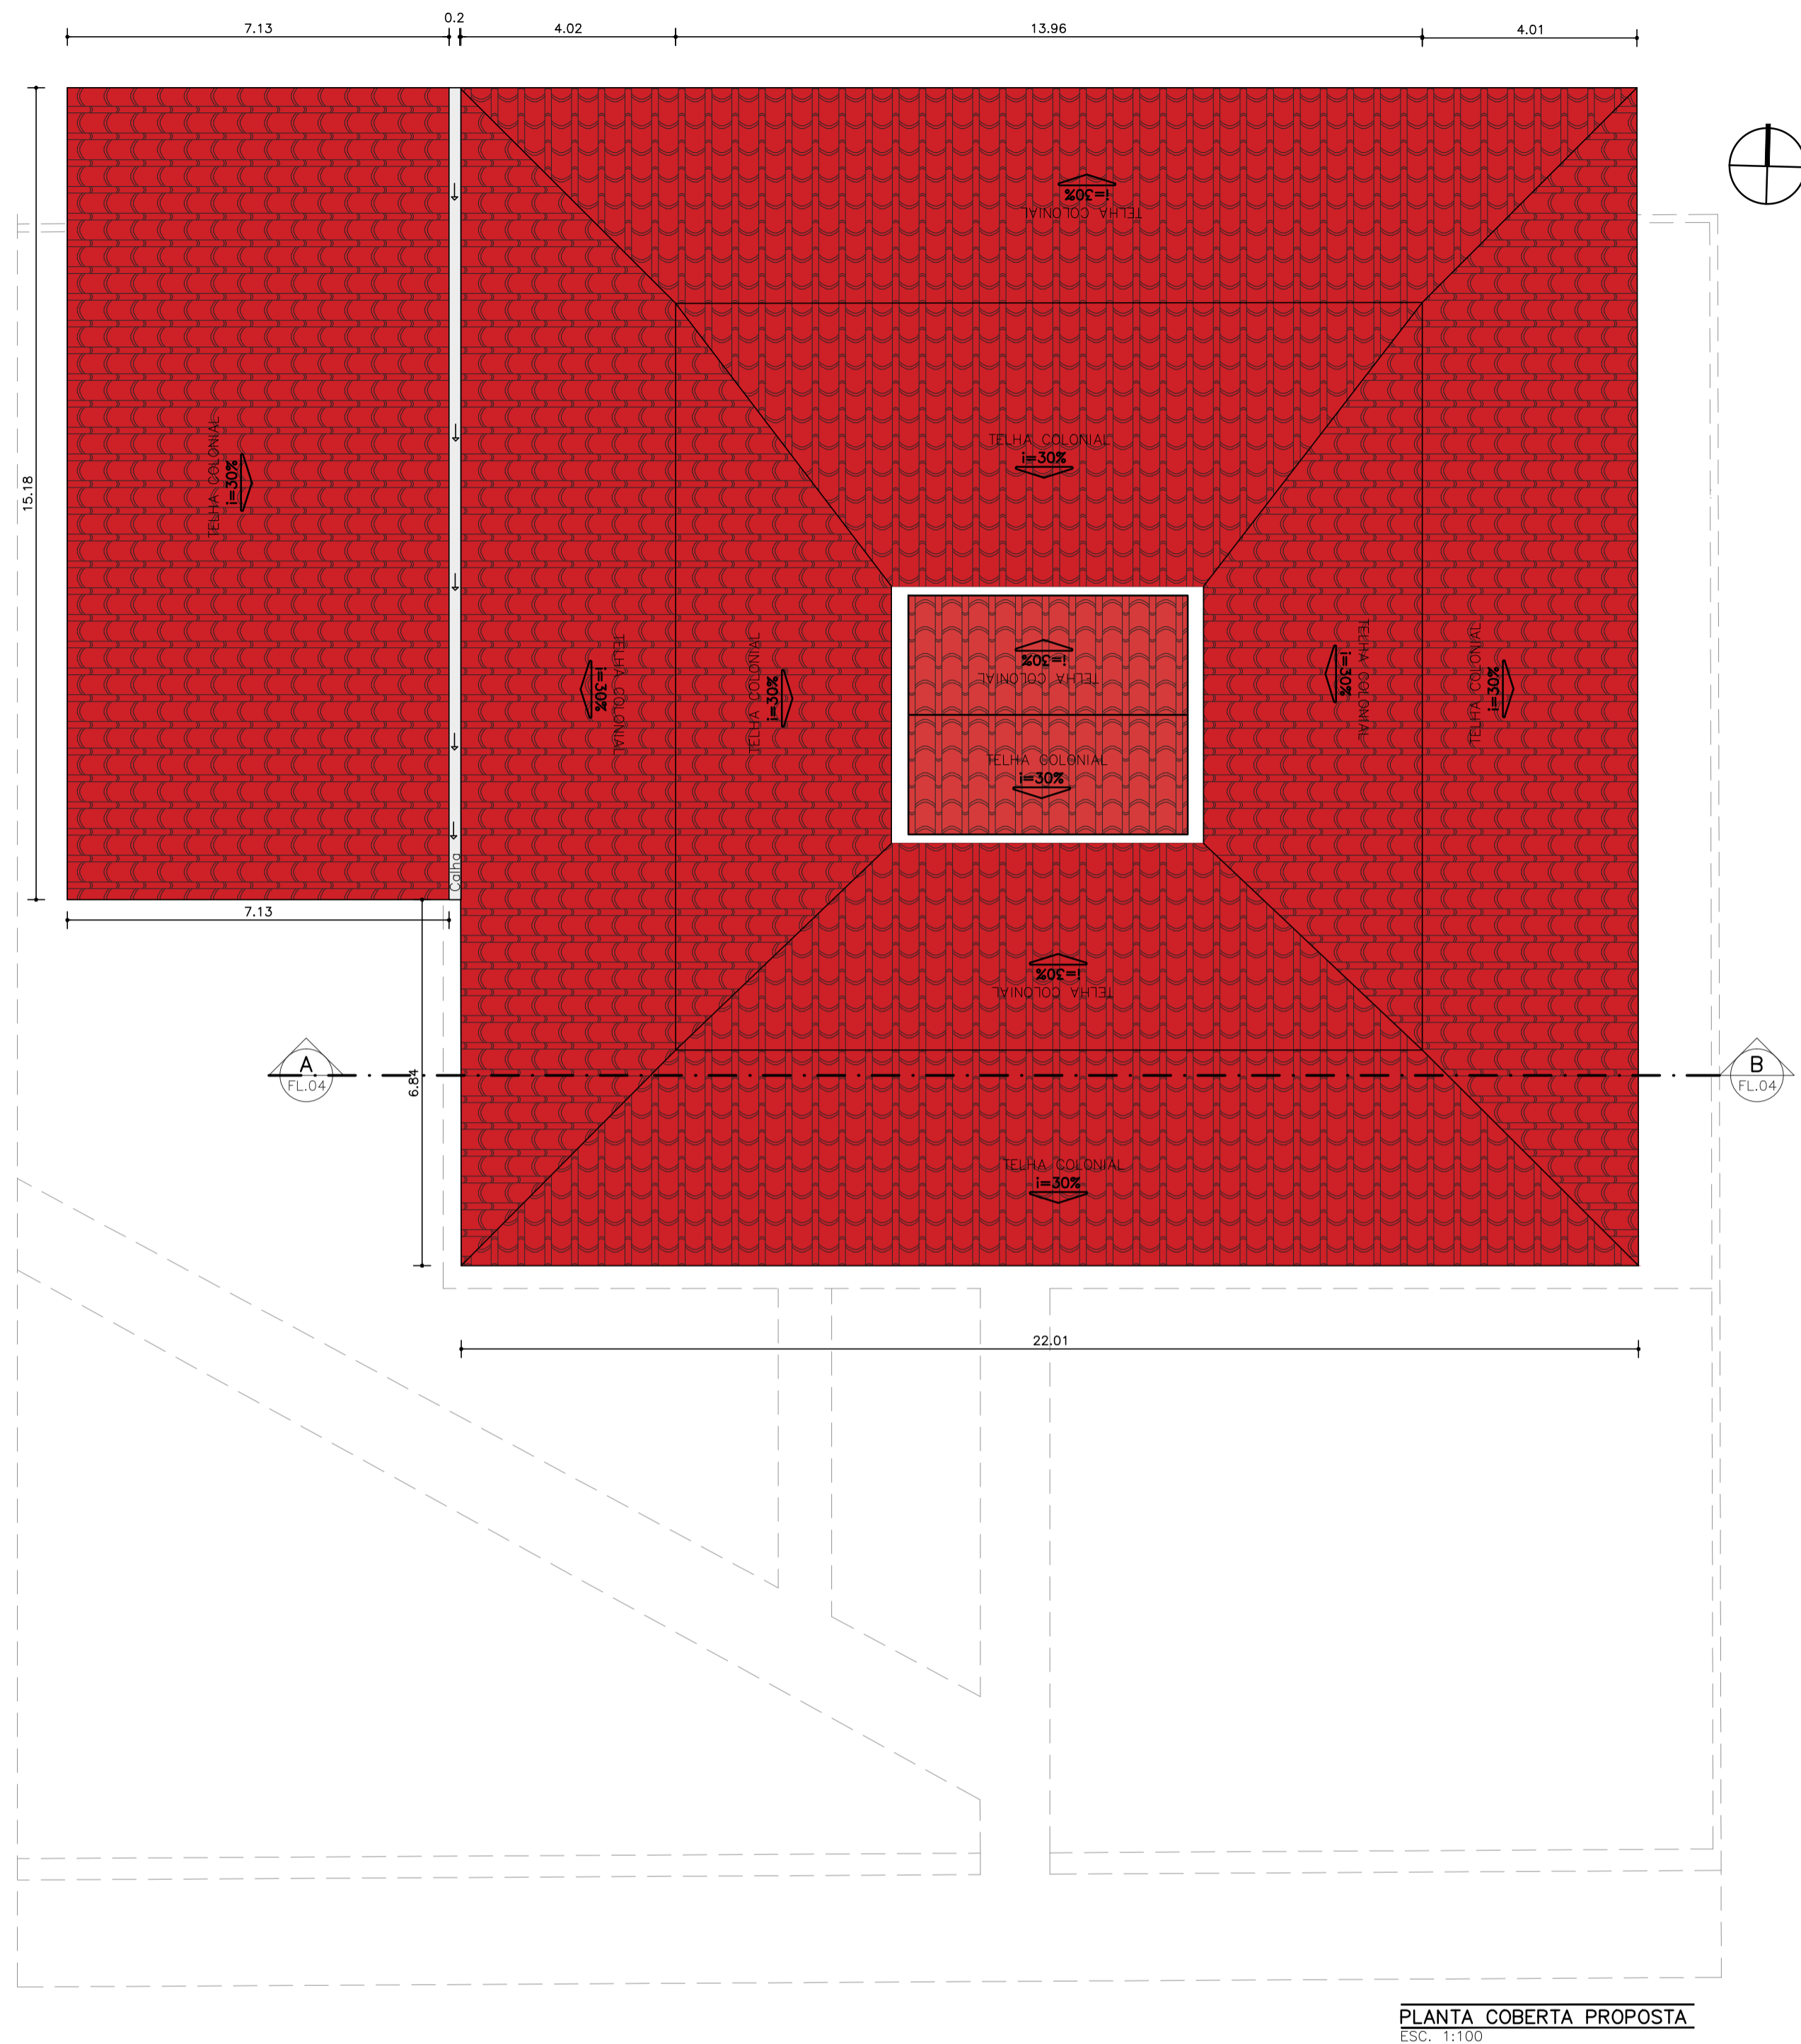 0.2
7.13
4.02
13.96
4.01
i=30%
TELHA COLONIAL
TELHA COLONIAL
i=30%
15.18
TELHA COLONIAL
i=30%
TELHA COLONIAL
i=30%
TELHA COLONIAL
i=30%
i=30%
TELHA COLONIAL
TELHA COLONIAL
i=30%
TELHA COLONIAL
i=30%
TELHA COLONIAL
i=30%
Calha
7.13
i=30%
TELHA COLONIAL
A
FL.04
6.84
B
FL.04
TELHA COLONIAL
i=30%
22.01
PLANTA COBERTA PROPOSTA
ESC. 1:100